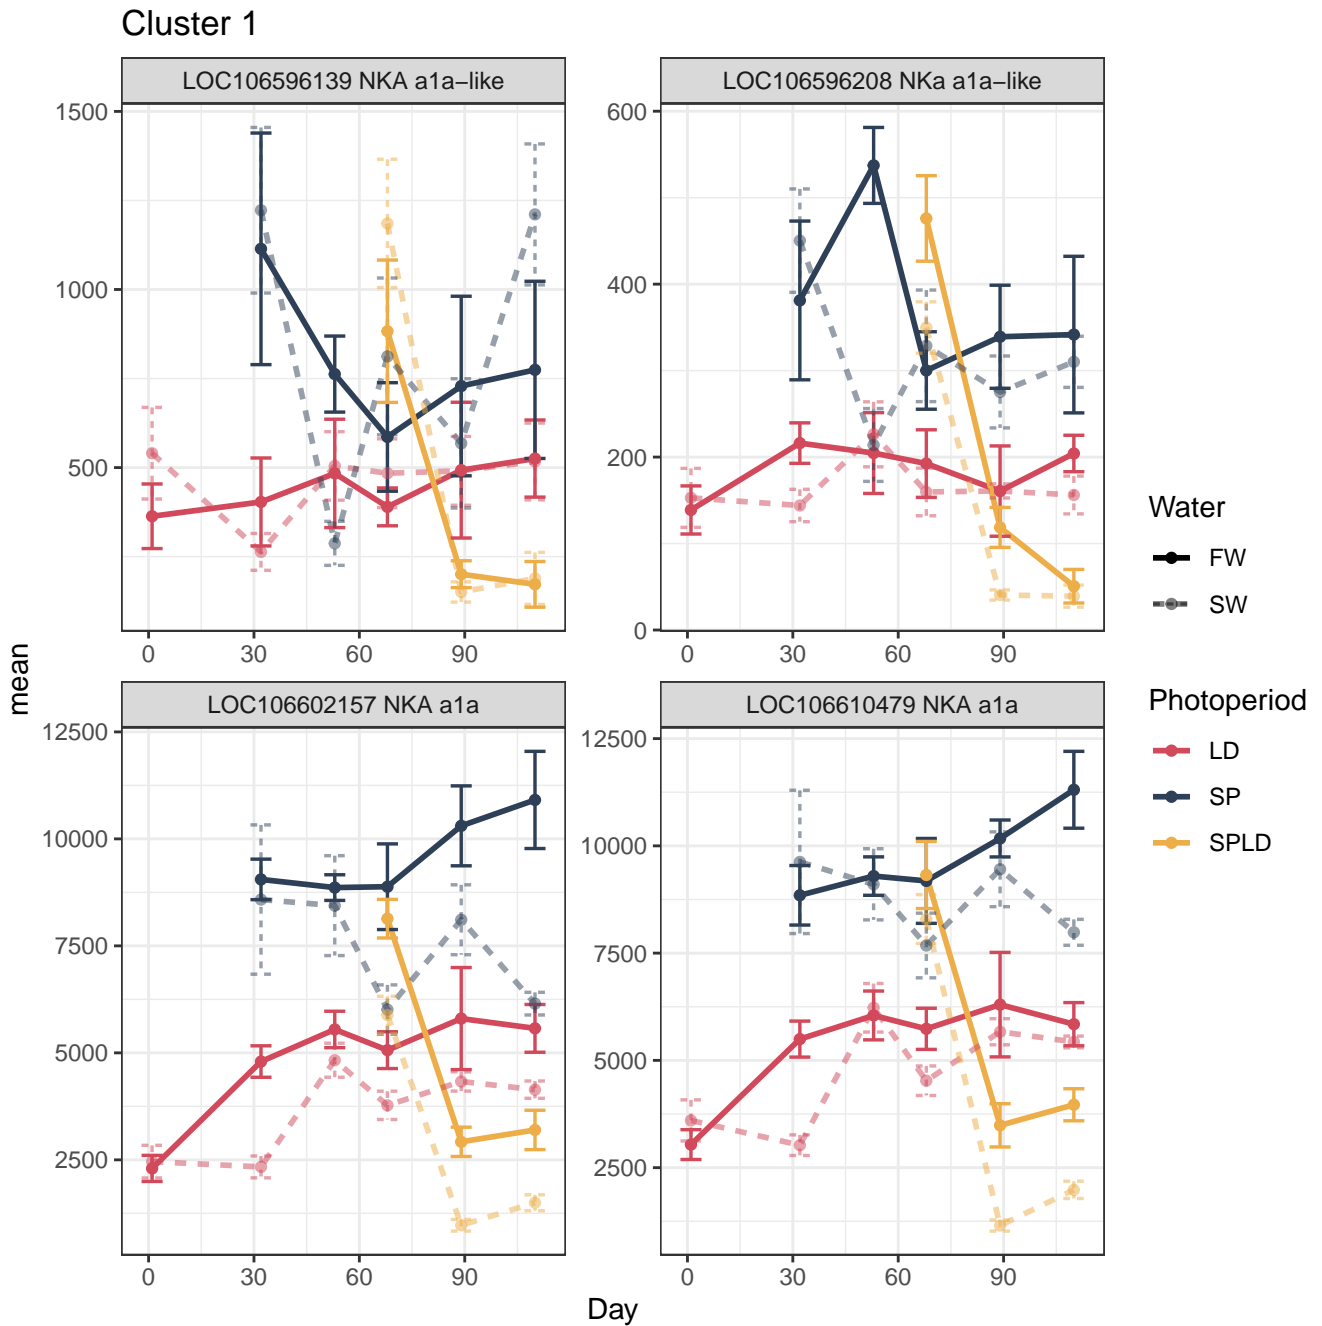 Cluster 1
LOC106596139 NKA a1a−like
LOC106596208 NKa a1a−like
1500
1000
500
0 30 60 90
600
400
200
0
0 30 60 90
mean
LOC106602157 NKA a1a
LOC106610479 NKA a1a
12500
10000
7500
5000
2500
0 30 60 90
12500
10000
7500
5000
2500
0 30 60 90
Day
Water
FW
SW
Photoperiod
LD
SP
SPLD